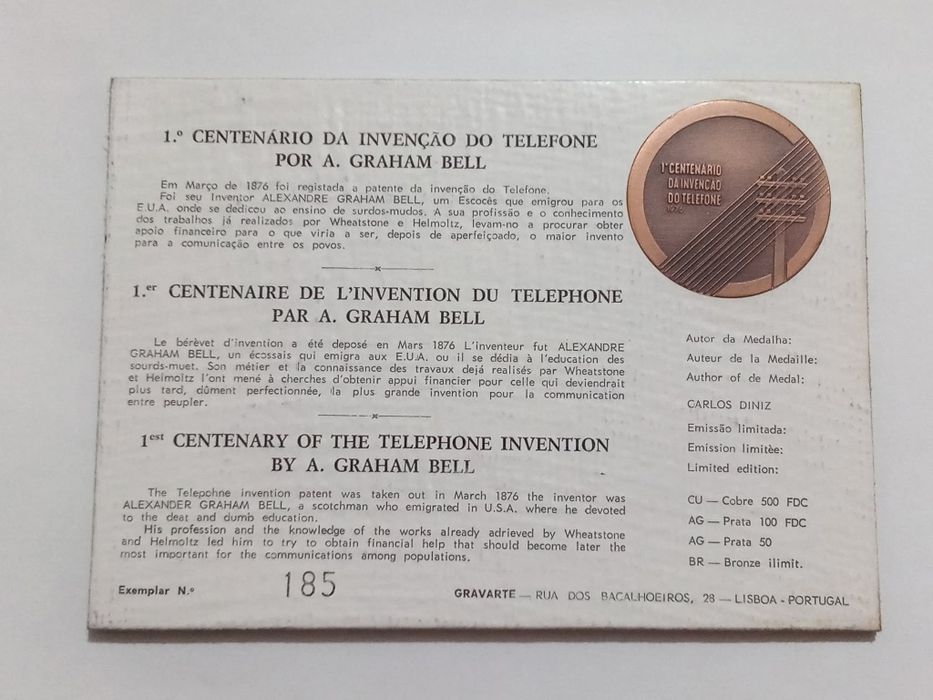 1.º CENTENÁRIO DA INVENÇÃO DO TELEFONE
POR A. GRAHAM BELL
Em Março de 1876 foi registada a patente da invenção do Telefone.
Foi seu Inventor ALEXANDRE GRAHAM BELL, um Escocês que emigrou para os
E.U.A. onde se dedicou ao ensino de surdos-mudos. A sua profissão e o conhecimento
dos trabalhos já realizados por Wheatstone e Helmoltz, levam-no a procurar obter
apoio financeiro para o que viria a ser, depois de aperfeiçoado, o maior invento
para a comunicação entre os povos.
1.er CENTENAIRE DE L'INVENTION DU TELEPHONE
PAR A. GRAHAM BELL
Le bérèvet d'invention a été deposé en Mars 1876 L'inventeur fut ALEXANDRE
GRAHAM BELL, un écossais qui emigra aux E.U.A. ou il se dédia à l'education des
sourds-muet. Son métier et la connaissance des travaux dejá realisés par Wheatstone
et Helmoltz l'ont mené à cherches d'obtenir appui financier pour celle qui deviendrait
plus tard, dûment perfectionnée, la plus grande invention pour la communication
entre peupler.
1est CENTENARY OF THE TELEPHONE INVENTION
BY A. GRAHAM BELL
The Telepohne invention patent was taken out in March 1876 the inventor was
ALEXANDER GRAHAM BELL, a scotchman who emigrated in U.S.A. where he devoted
to the deat and dumb education.
His profession and the knowledge of the works already adrieved by Wheatstone
and Helmoltz led him to try to obtain financial help that should become later the
most important for the communications among populations.
Exemplar N.º 185
GRAVARTE — RUA DOS BACALHOEIROS, 28 — LISBOA - PORTUGAL
1º CENTENÁRIO
DA INVENÇÃO
DO TELEFONE
1976
Autor da Medalha:
Auteur de la Medaille:
Author of de Medal:
CARLOS DINIZ
Emissão limitada:
Emission limitèe:
Limited edition:
CU — Cobre 500 FDC
AG — Prata 100 FDC
AG — Prata 50
BR — Bronze ilimit.